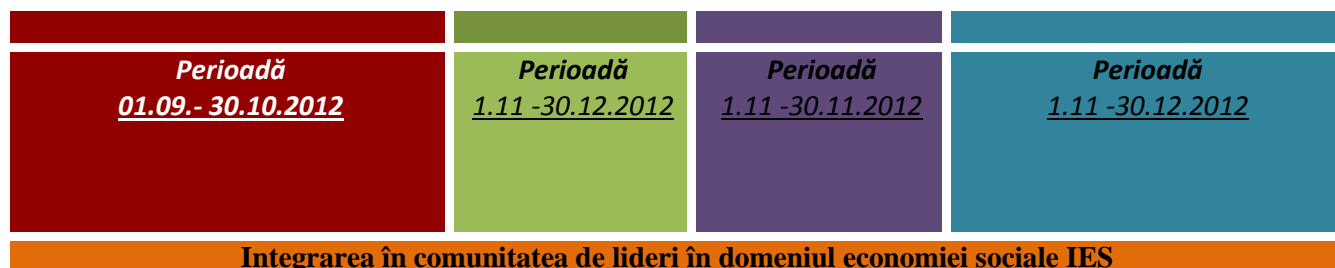 Perioadă
01.09.- 30.10.2012
Perioadă
1.11 -30.12.2012
Perioadă
1.11 -30.11.2012
Perioadă
1.11 -30.12.2012
Integrarea în comunitatea de lideri în domeniul economiei sociale IES